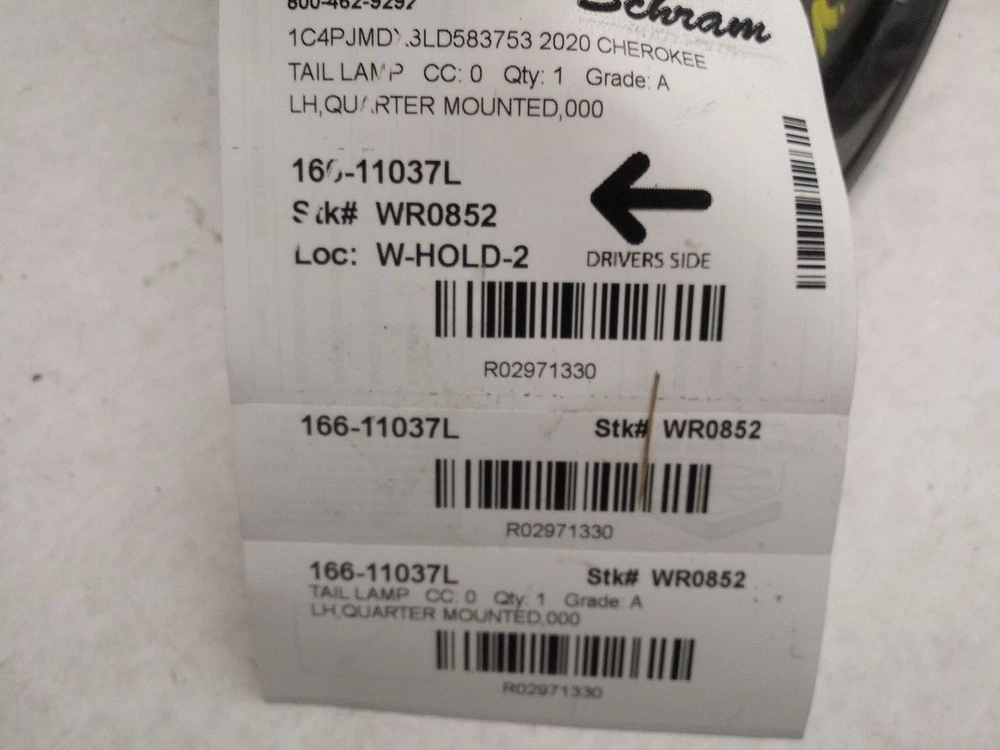 800-462-9292
Schram
2020 CHEROKEE
TAIL LAMP CC: 0 Qty: 1 Grade: A
LH,QUARTER MOUNTED,000
166-11037L
Stk# WR0852
Loc: W-HOLD-2
DRIVERS SIDE
R02971330
166-11037L Stk# WR0852
R02971330
166-11037L Stk# WR0852
TAIL LAMP CC: 0 Qty: 1 Grade: A
LH,QUARTER MOUNTED,000
R02971330